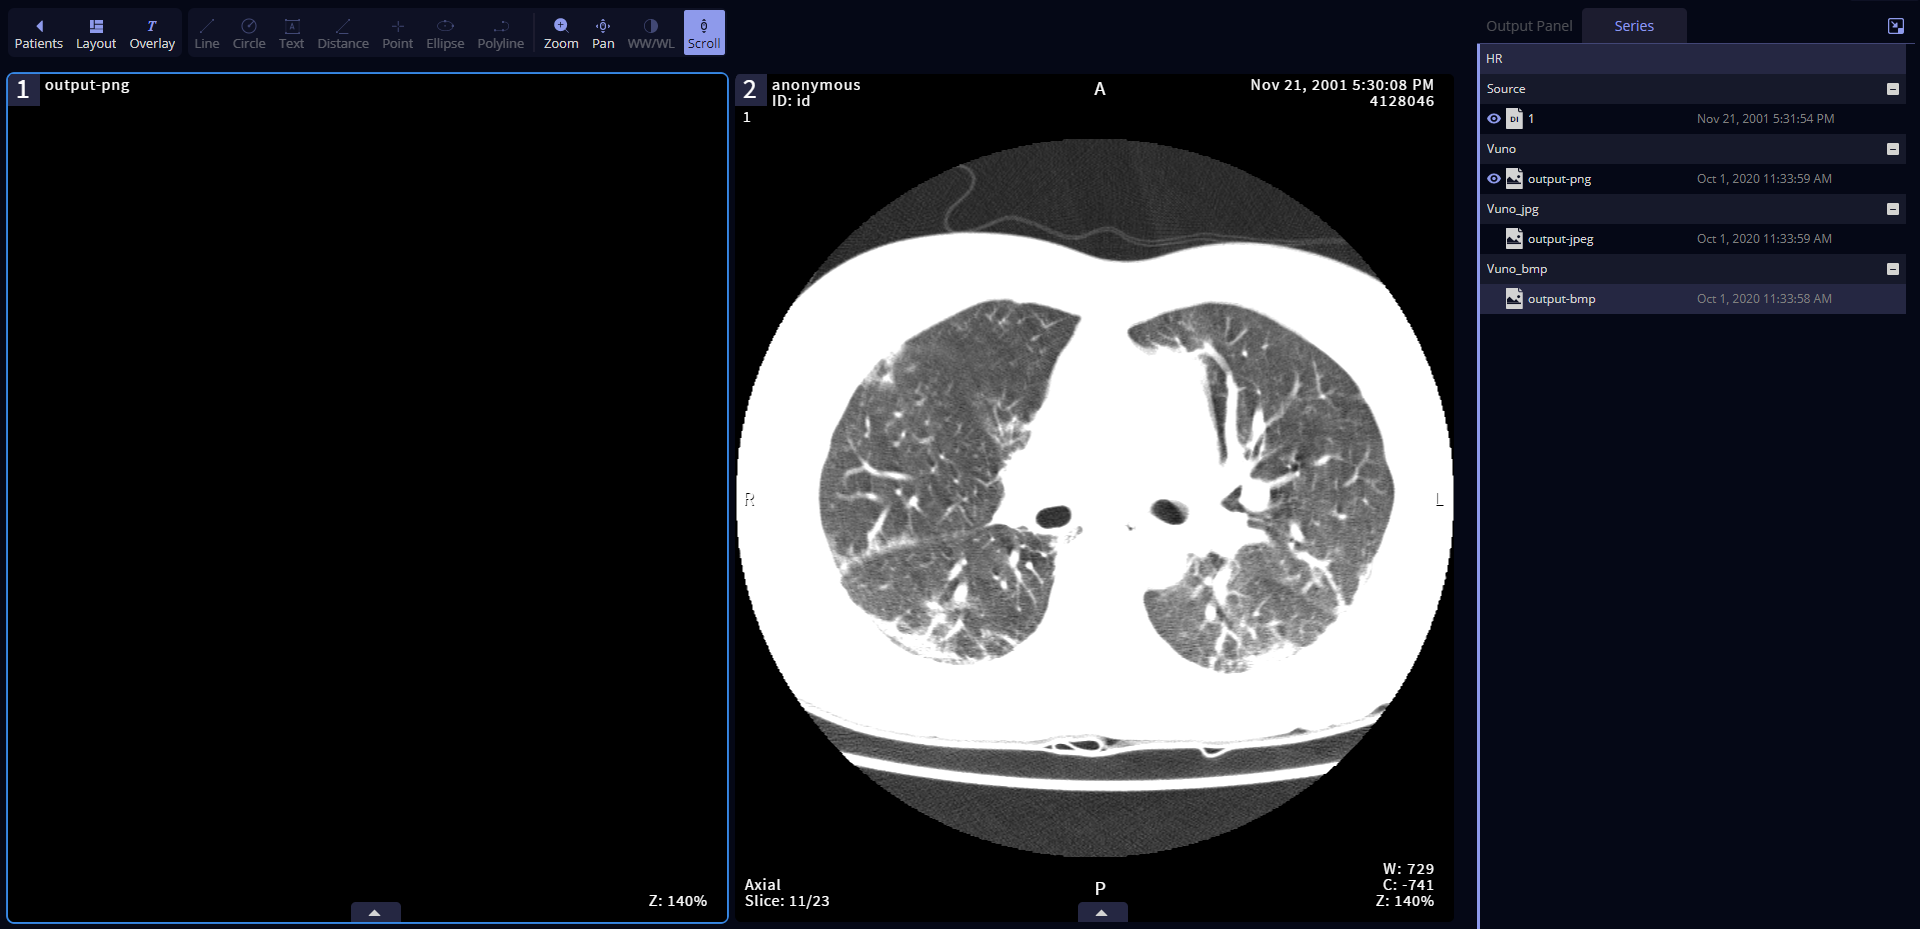 Patients
Layout
Overlay
Line
Circle
Text
Distance
Point
Ellipse
Polyline
Zoom
Pan
WW/WL
Scroll
Output Panel
Series
1
output-png
Z: 140%
2
anonymous
ID: id
1
A
Nov 21, 2001 5:30:08 PM
4128046
R
L
Axial
Slice: 11/23
P
W: 729
C: -741
Z: 140%
HR
Source
DI 1 Nov 21, 2001 5:31:54 PM
Vuno
output-png Oct 1, 2020 11:33:59 AM
Vuno_jpg
output-jpeg Oct 1, 2020 11:33:59 AM
Vuno_bmp
output-bmp Oct 1, 2020 11:33:58 AM